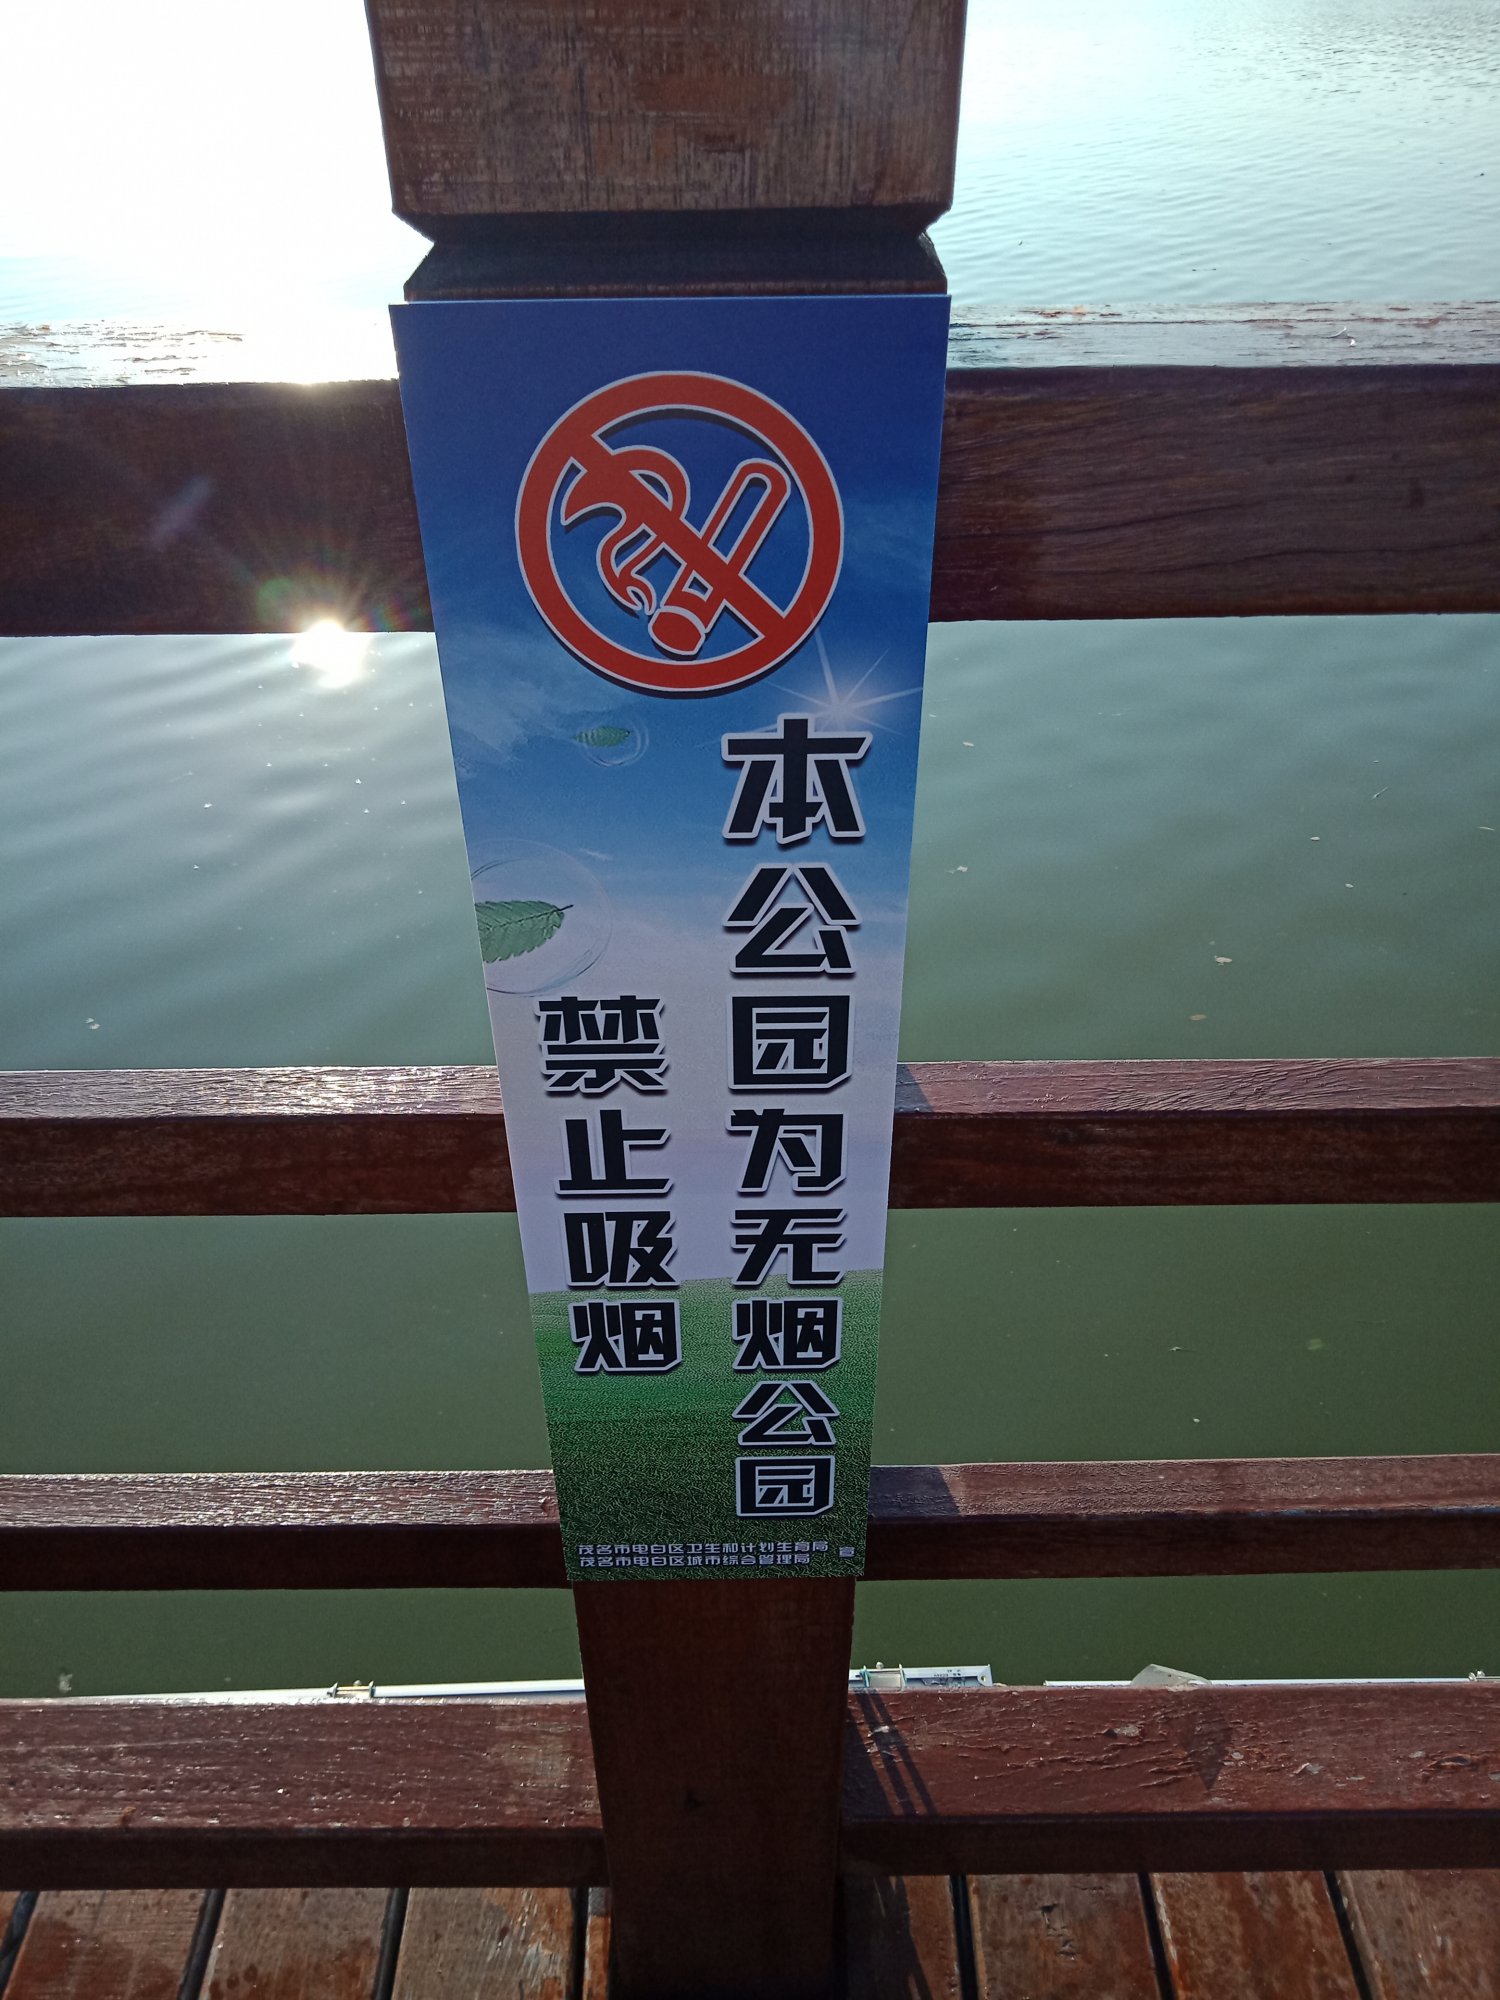 本公园为无烟公园
禁止吸烟
茂名市电白区卫生和计划生育局
茂名市电白区城市综合管理局
宣